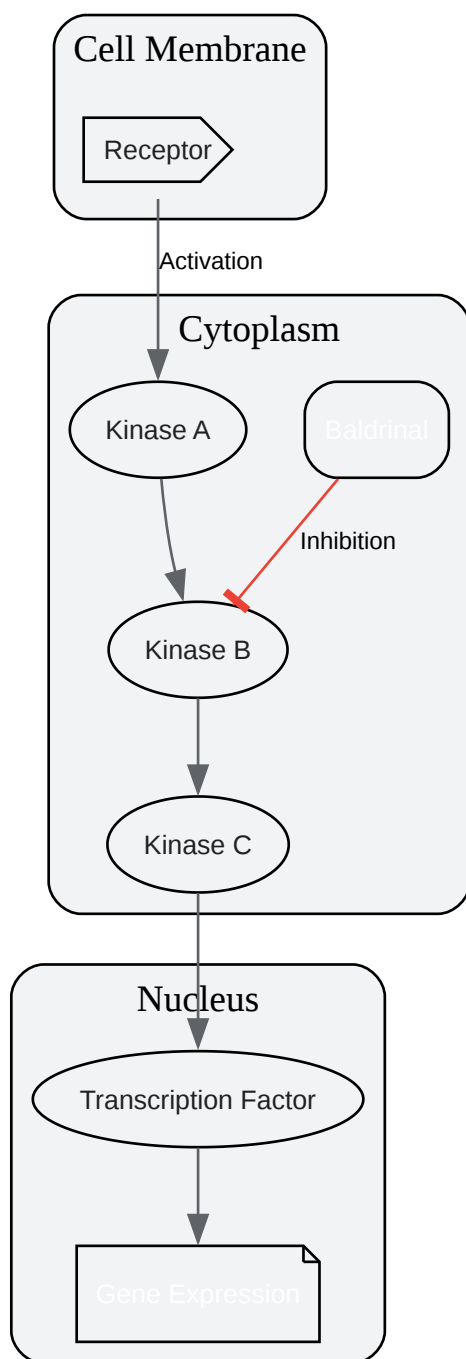 Cell Membrane
Receptor
Activation
Cytoplasm
Kinase A
Baldrinal
Inhibition
Kinase B
Kinase C
Nucleus
Transcription Factor
Gene Expression